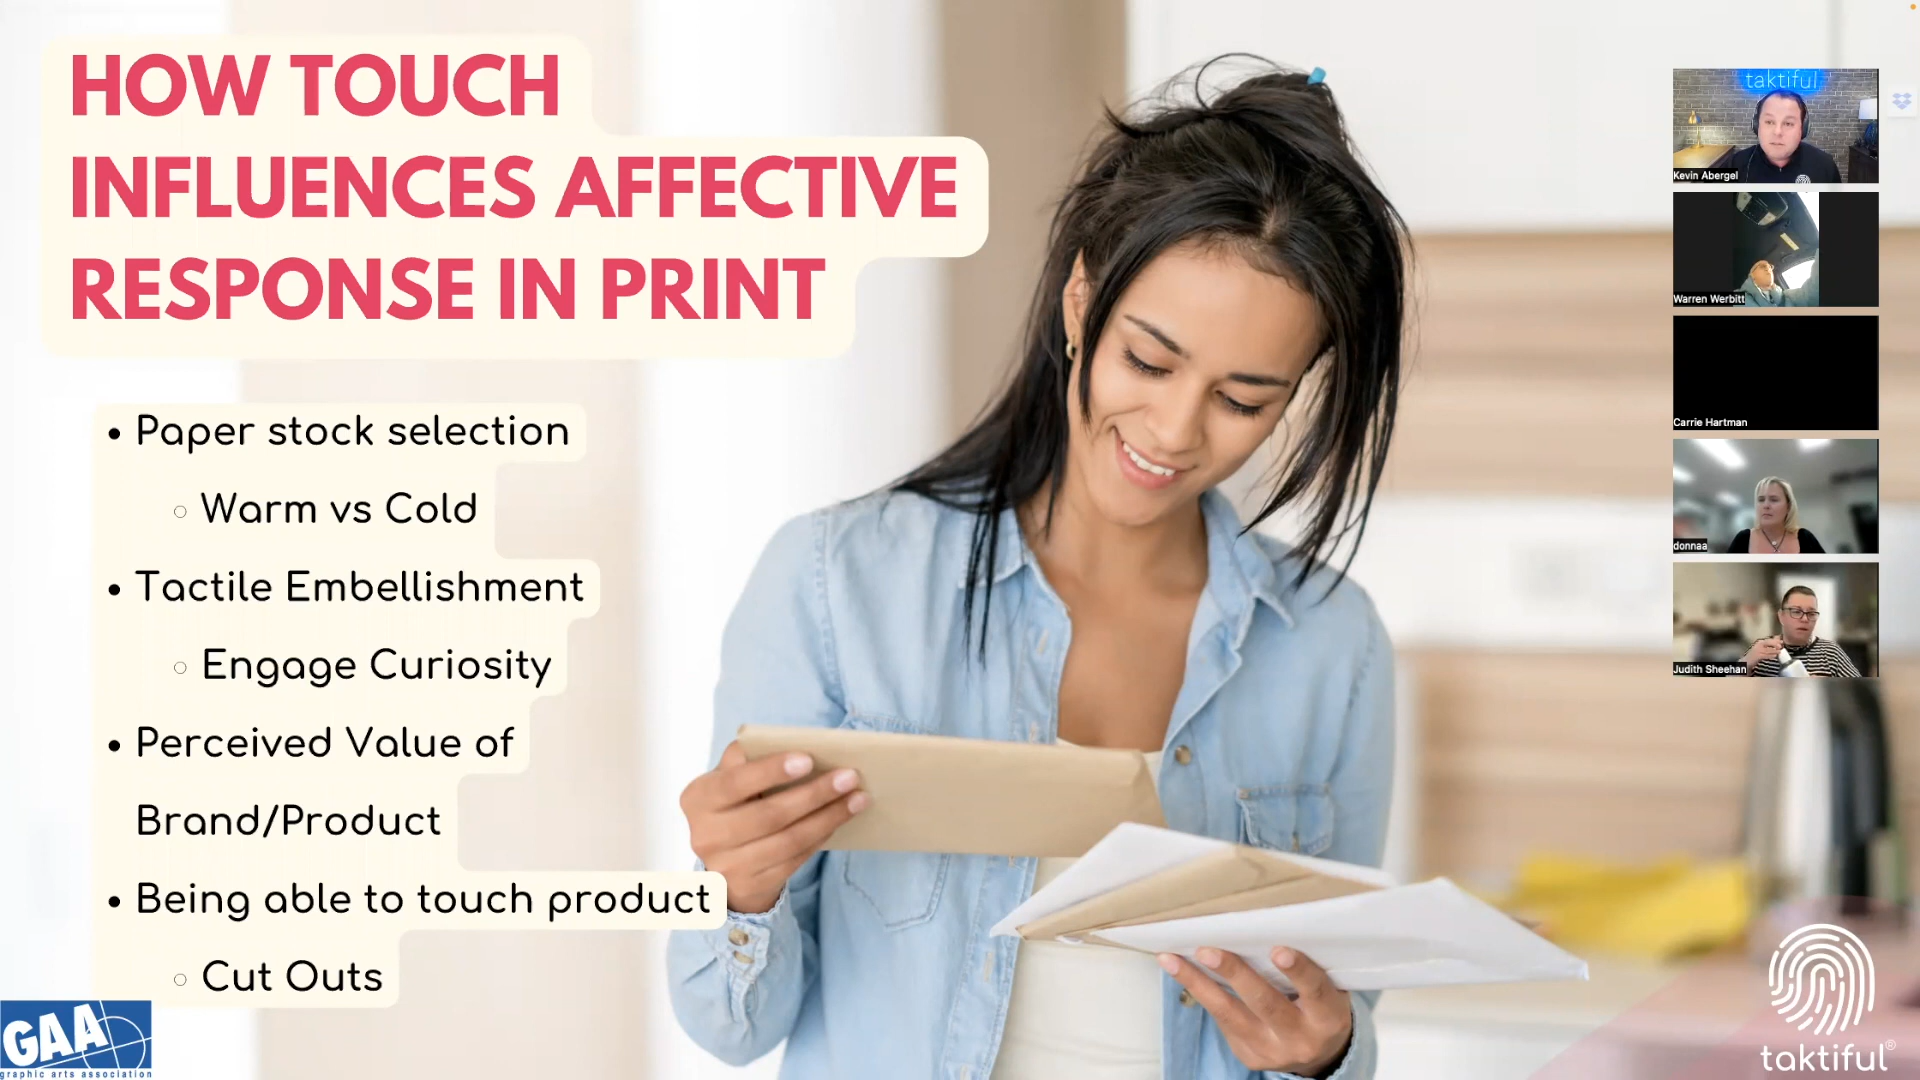 HOW TOUCH
INFLUENCES AFFECTIVE
RESPONSE IN PRINT
• Paper stock selection
○ Warm vs Cold
• Tactile Embellishment
○ Engage Curiosity
• Perceived Value of
Brand/Product
• Being able to touch product
○ Cut Outs
GAA
graphic arts association
taktiful
Kevin Abergel
Warren Werbitt
Carrie Hartman
donnaa
Judith Sheehan
taktiful®